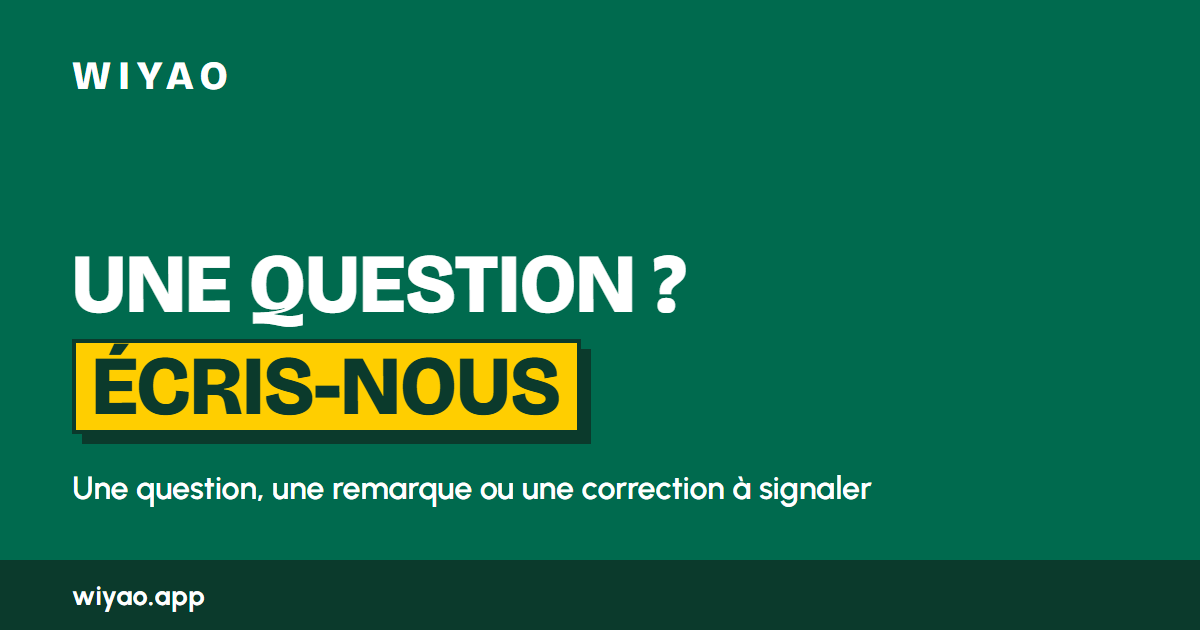 WIYAO
UNE QUESTION ?
ÉCRIS-NOUS
Une question, une remarque ou une correction à signaler
wiyao.app